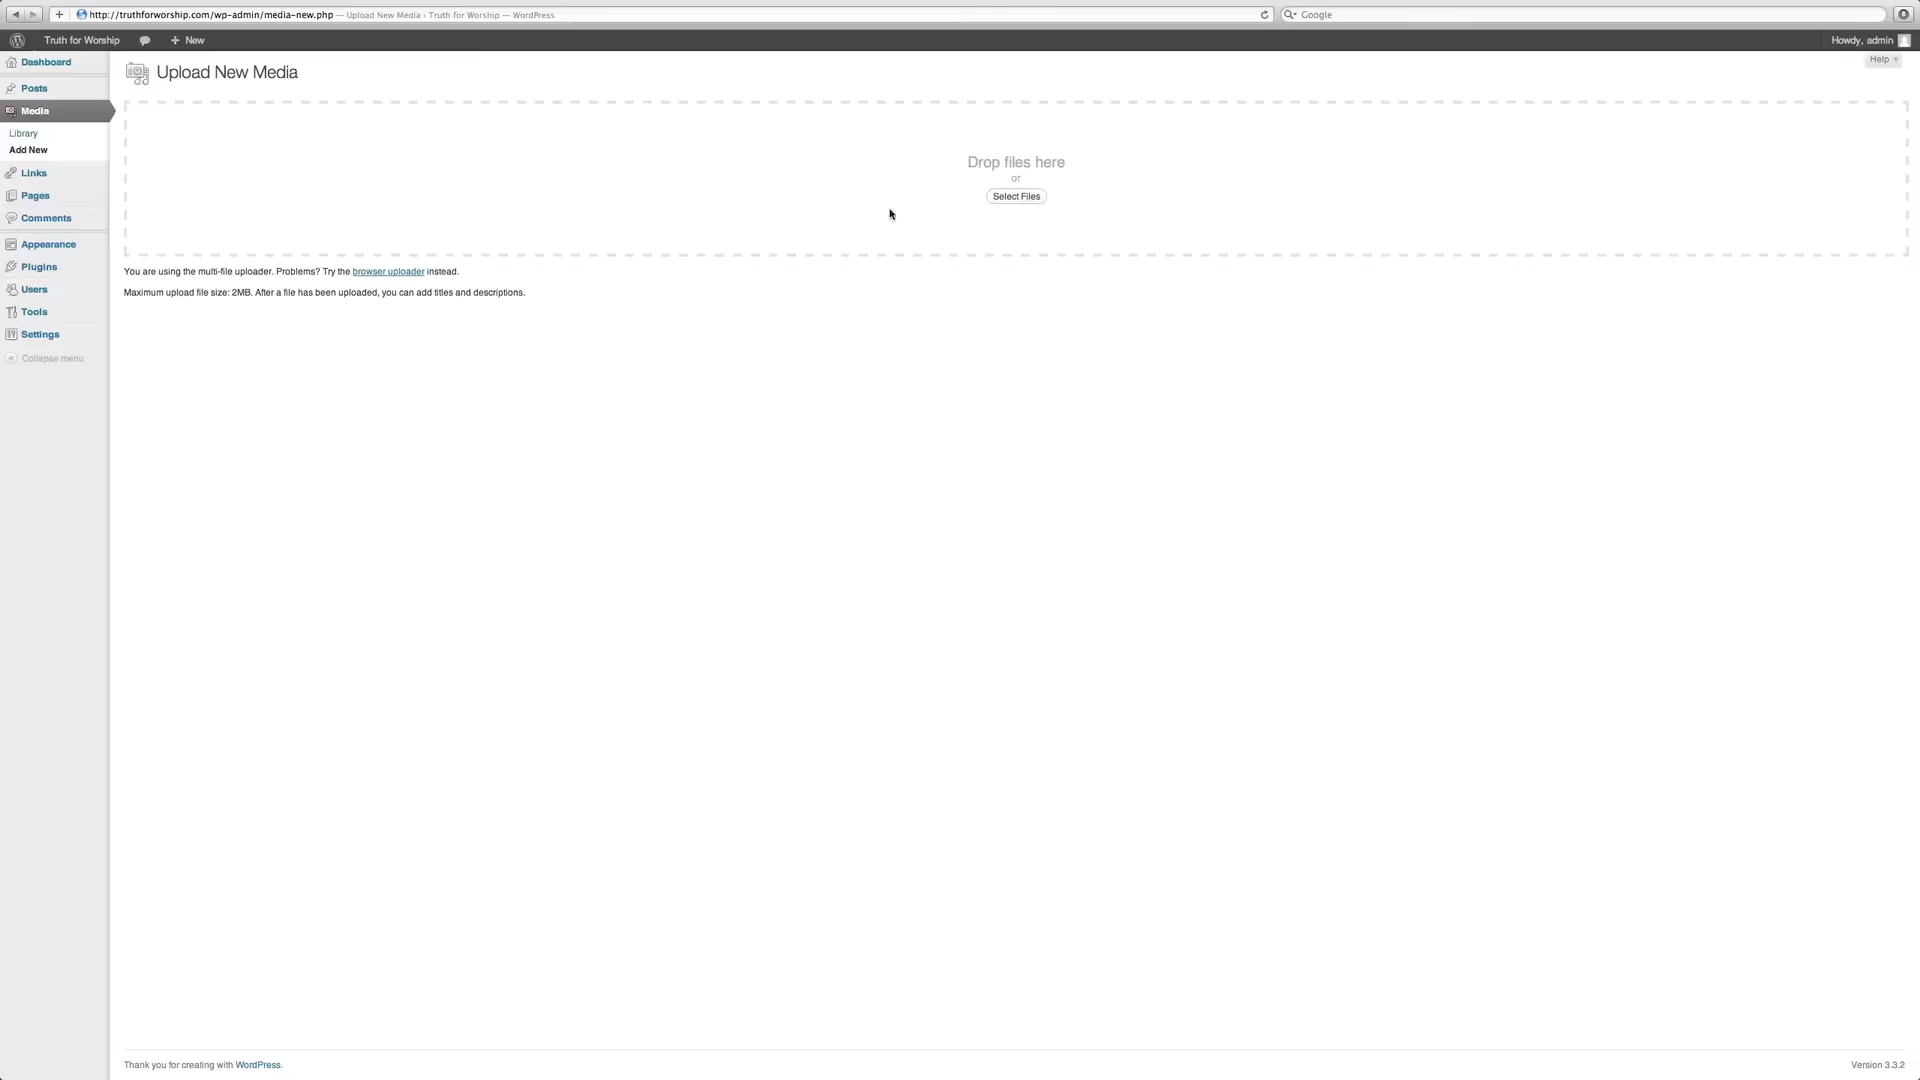 http://truthforworship.com/wp-admin/media-new.php — Upload New Media ‹ Truth for Worship — WordPress
Google
Truth for Worship
New
Howdy, admin
Dashboard
Posts
Media
Library
Add New
Links
Pages
Comments
Appearance
Plugins
Users
Tools
Settings
Collapse menu
Help
Upload New Media
Drop files here
or
Select Files
You are using the multi-file uploader. Problems? Try the browser uploader instead.
Maximum upload file size: 2MB. After a file has been uploaded, you can add titles and descriptions.
Thank you for creating with WordPress.
Version 3.3.2